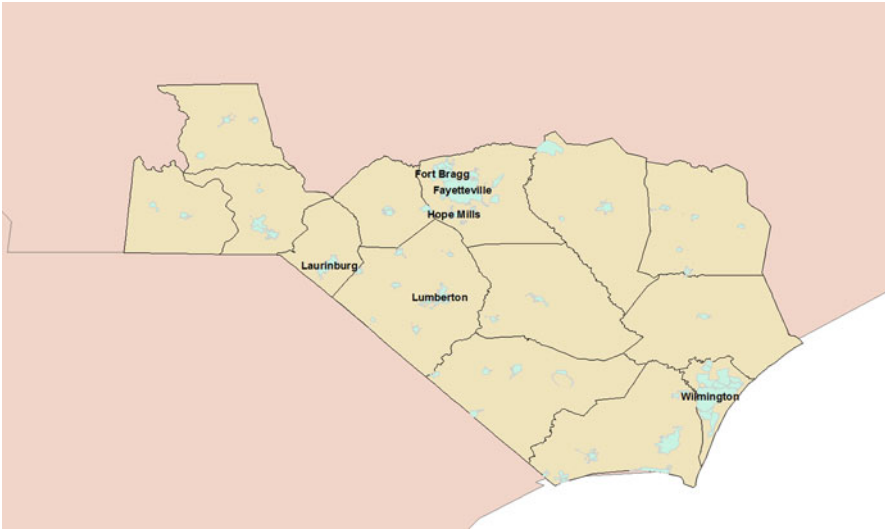 Fort Bragg
Fayetteville
Hope Mills
Laurinburg
Lumberton
Wilmington